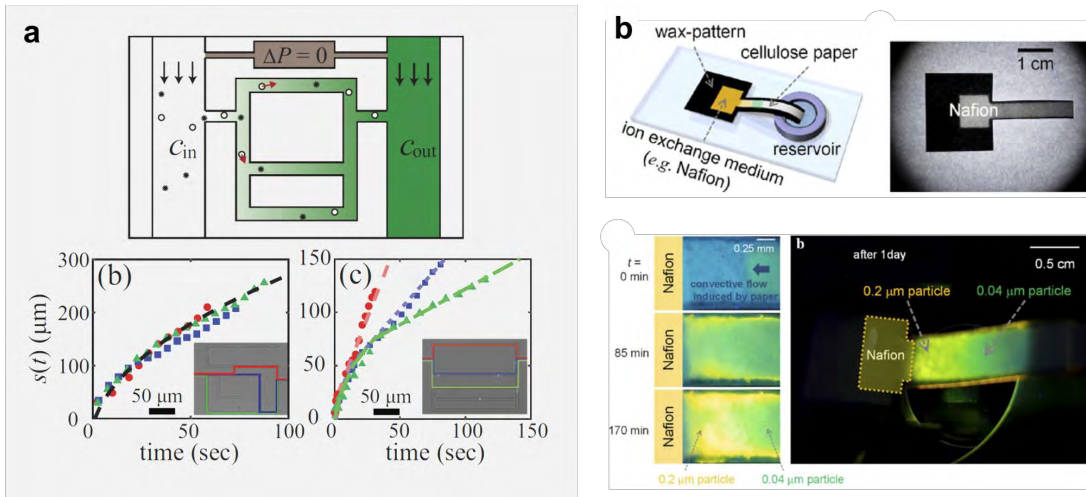 a
ΔP = 0
c_in
c_out
(b)
s(t) (μm)
300
200
100
0
0
50
100
time (sec)
50 μm
(c)
150
100
50
0
0
50
100
150
time (sec)
50 μm
b
wax-pattern
cellulose paper
ion exchange medium
(e.g. Nafion)
reservoir
1 cm
Nafion
t =
0 min
85 min
170 min
Nafion
Nafion
Nafion
0.25 mm
convective flow
induced by paper
0.2 μm particle
0.04 μm particle
b
after 1day
0.5 cm
0.2 μm particle
0.04 μm particle
Nafion